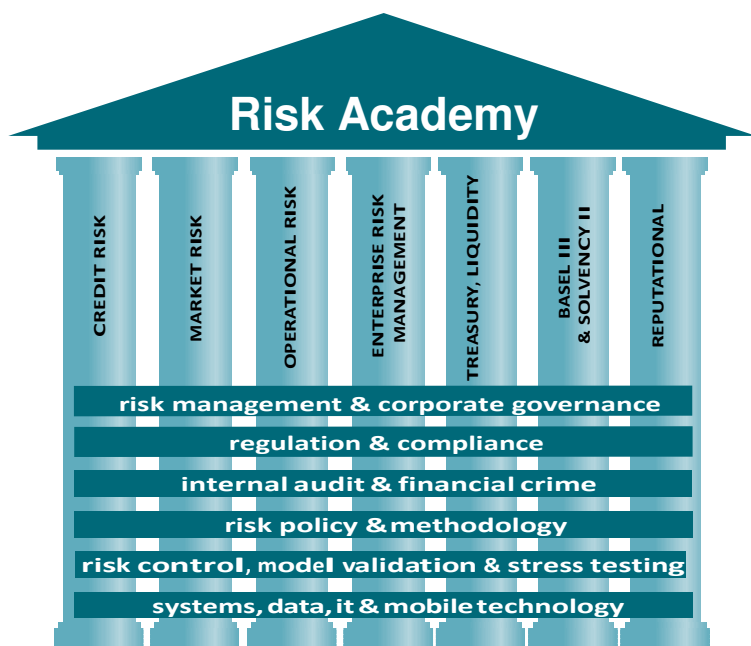 Risk Academy
CREDIT RISK
MARKET RISK
OPERATIONAL RISK
ENTERPRISE RISK
MANAGEMENT
TREASURY, LIQUIDITY
BASEL III
& SOLVENCY II
REPUTATIONAL
risk management & corporate governance
regulation & compliance
internal audit & financial crime
risk policy & methodology
risk control, model validation & stress testing
systems, data, it & mobile technology